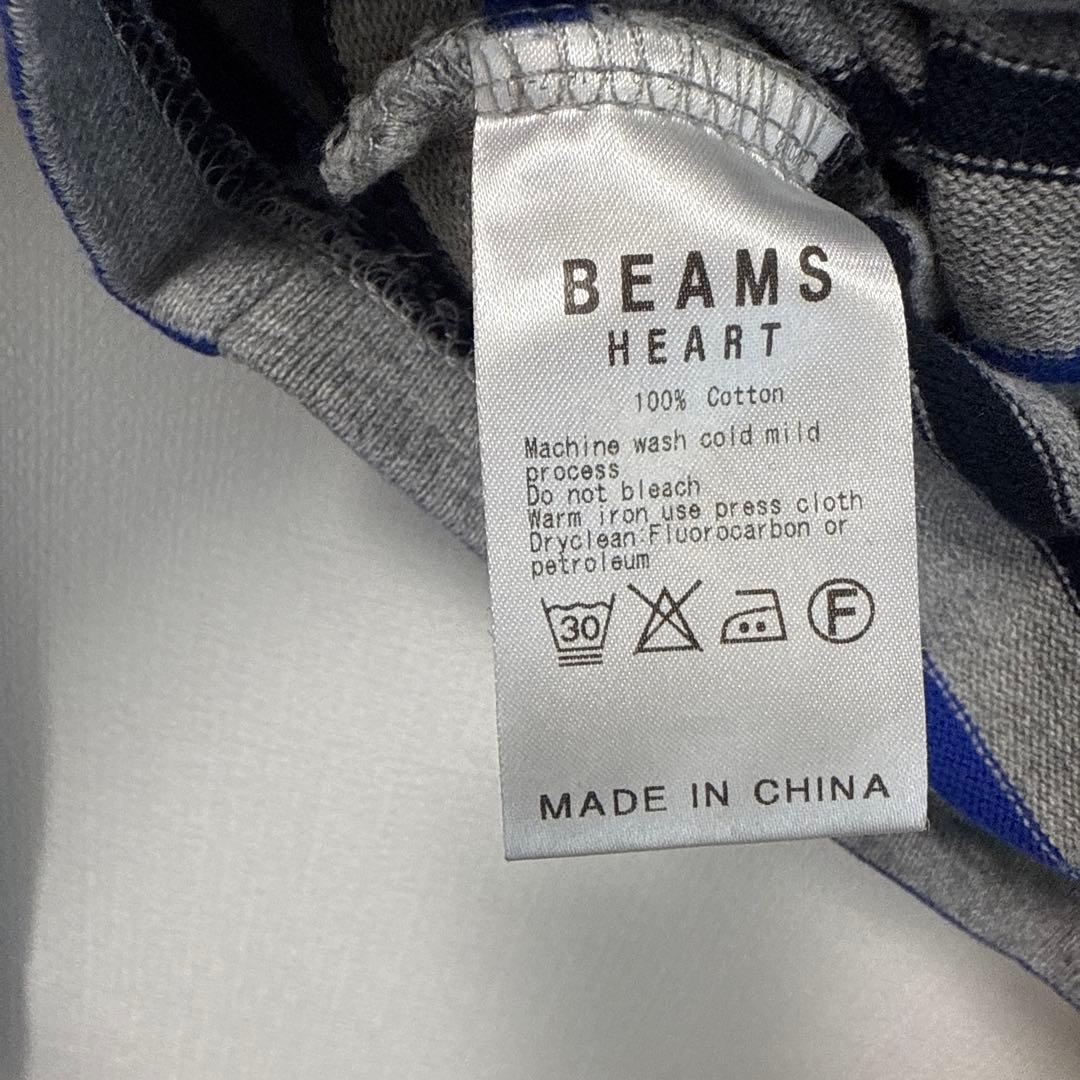 BEAMS
HEART
100% Cotton
Machine wash cold mild
process
Do not bleach
Warm iron use press cloth
Dryclean:Fluorocarbon or
petroleum
30
F
MADE IN CHINA